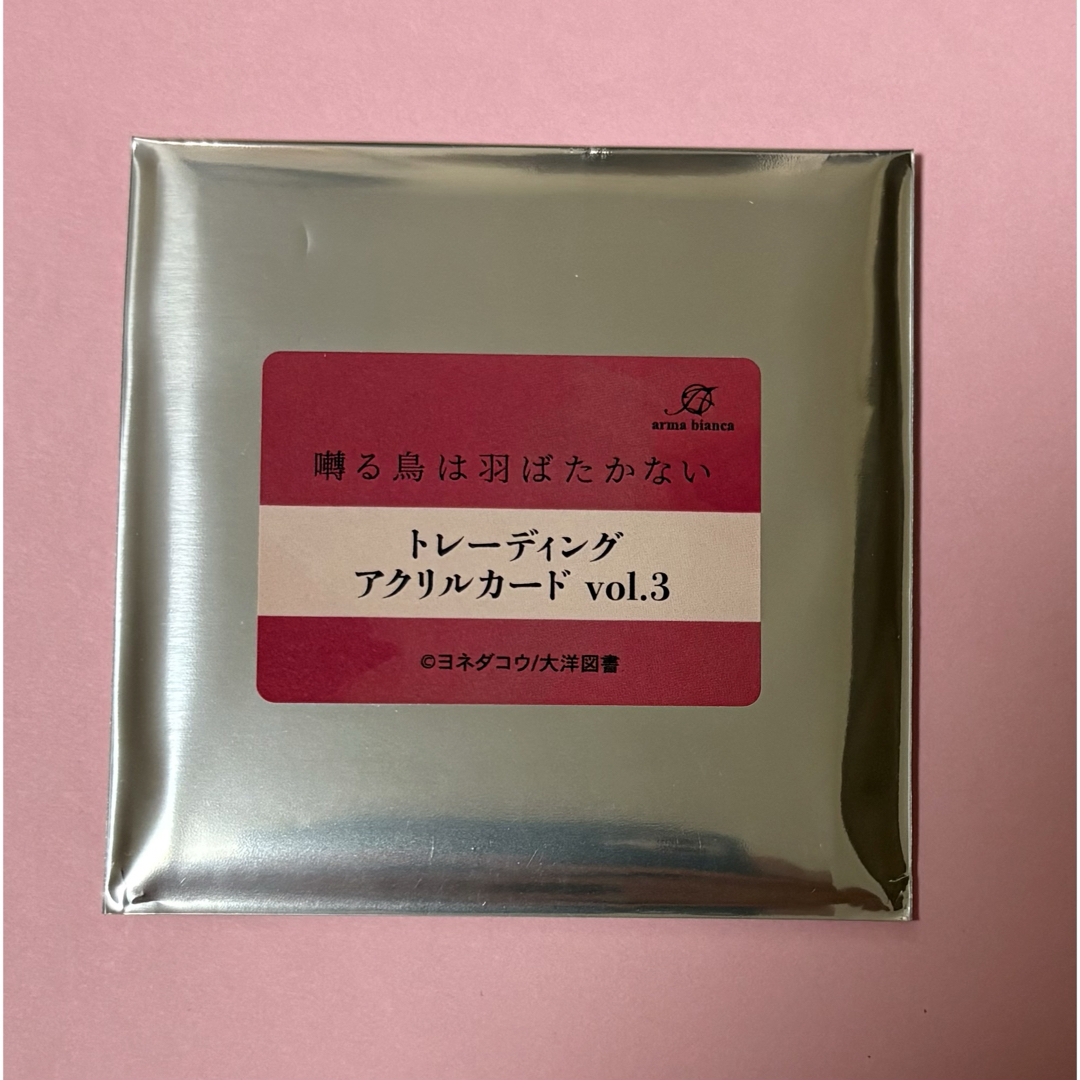 arma bianca
囀る鳥は羽ばたかない
トレーディング
アクリルカード vol.3
©ヨネダコウ/大洋図書